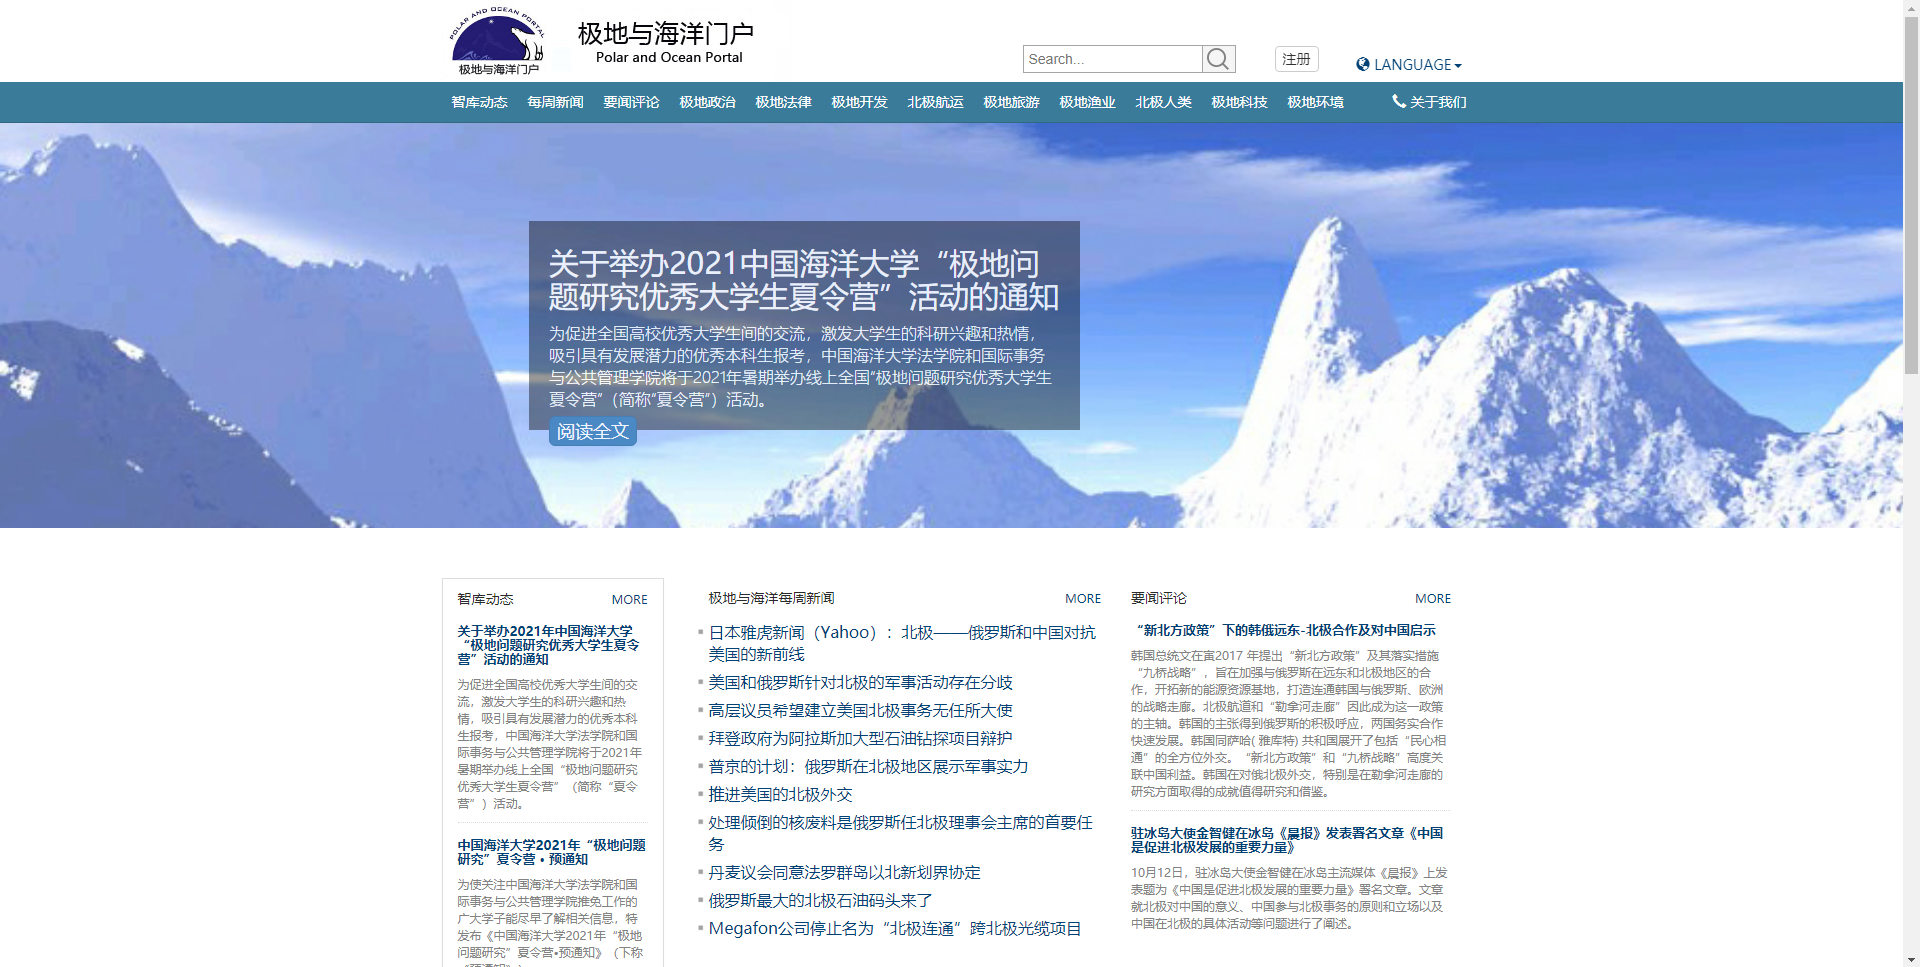 POLAR AND OCEAN PORTAL
极地与海洋门户
极地与海洋门户
Polar and Ocean Portal
Search...
注册
LANGUAGE
智库动态 每周新闻 要闻评论 极地政治 极地法律 极地开发 北极航运 极地旅游 极地渔业 北极人类 极地科技 极地环境 关于我们
关于举办2021中国海洋大学“极地问
题研究优秀大学生夏令营”活动的通知
为促进全国高校优秀大学生间的交流，激发大学生的科研兴趣和热情，
吸引具有发展潜力的优秀本科生报考，中国海洋大学法学院和国际事务
与公共管理学院将于2021年暑期举办线上全国“极地问题研究优秀大学生
夏令营”（简称“夏令营”）活动。
阅读全文
智库动态 MORE
关于举办2021年中国海洋大学
“极地问题研究优秀大学生夏令
营”活动的通知
为促进全国高校优秀大学生间的交
流，激发大学生的科研兴趣和热
情，吸引具有发展潜力的优秀本科
生报考，中国海洋大学法学院和国
际事务与公共管理学院将于2021年
暑期举办线上全国“极地问题研究
优秀大学生夏令营”（简称“夏令
营”）活动。
中国海洋大学2021年“极地问题
研究”夏令营 • 预通知
为使关注中国海洋大学法学院和国
际事务与公共管理学院推免工作的
广大学子能尽早了解相关信息，特
发布《中国海洋大学2021年“极地
问题研究”夏令营•预通知》（下称
极地与海洋每周新闻 MORE
日本雅虎新闻（Yahoo）：北极——俄罗斯和中国对抗
美国的新前线
美国和俄罗斯针对北极的军事活动存在分歧
高层议员希望建立美国北极事务无任所大使
拜登政府为阿拉斯加大型石油钻探项目辩护
普京的计划：俄罗斯在北极地区展示军事实力
推进美国的北极外交
处理倾倒的核废料是俄罗斯任北极理事会主席的首要任
务
丹麦议会同意法罗群岛以北新划界协定
俄罗斯最大的北极石油码头来了
Megafon公司停止名为“北极连通”跨北极光缆项目
要闻评论 MORE
“新北方政策”下的韩俄远东-北极合作及对中国启示
韩国总统文在寅2017 年提出“新北方政策”及其落实措施
“九桥战略”，旨在加强与俄罗斯在远东和北极地区的合
作，开拓新的能源资源基地，打造连通韩国与俄罗斯、欧洲
的战略走廊。北极航道和“勒拿河走廊”因此成为这一政策
的主轴。韩国的主张得到俄罗斯的积极呼应，两国务实合作
快速发展。韩国同萨哈( 雅库特) 共和国展开了包括“民心相
通”的全方位外交。“新北方政策”和“九桥战略”高度关
联中国利益。韩国在对俄北极外交，特别是在勒拿河走廊的
研究方面取得的成就值得研究和借鉴。
驻冰岛大使金智健在冰岛《晨报》发表署名文章《中国
是促进北极发展的重要力量》
10月12日，驻冰岛大使金智健在冰岛主流媒体《晨报》上发
表题为《中国是促进北极发展的重要力量》署名文章。文章
就北极对中国的意义、中国参与北极事务的原则和立场以及
中国在北极的具体活动等问题进行了阐述。